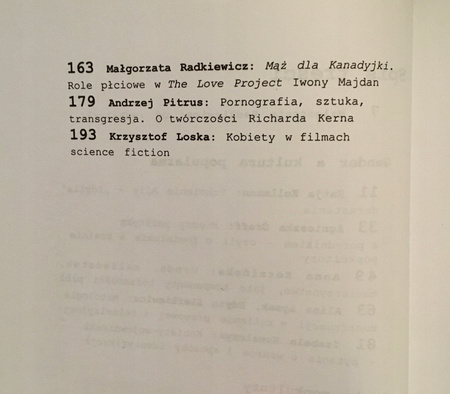 163 Małgorzata Radkiewicz: Mąż dla Kanadyjki.
Role płciowe w The Love Project Iwony Majdan
179 Andrzej Pitrus: Pornografia, sztuka,
transgresja. O twórczości Richarda Kerna
193 Krzysztof Loska: Kobiety w filmach
science fiction